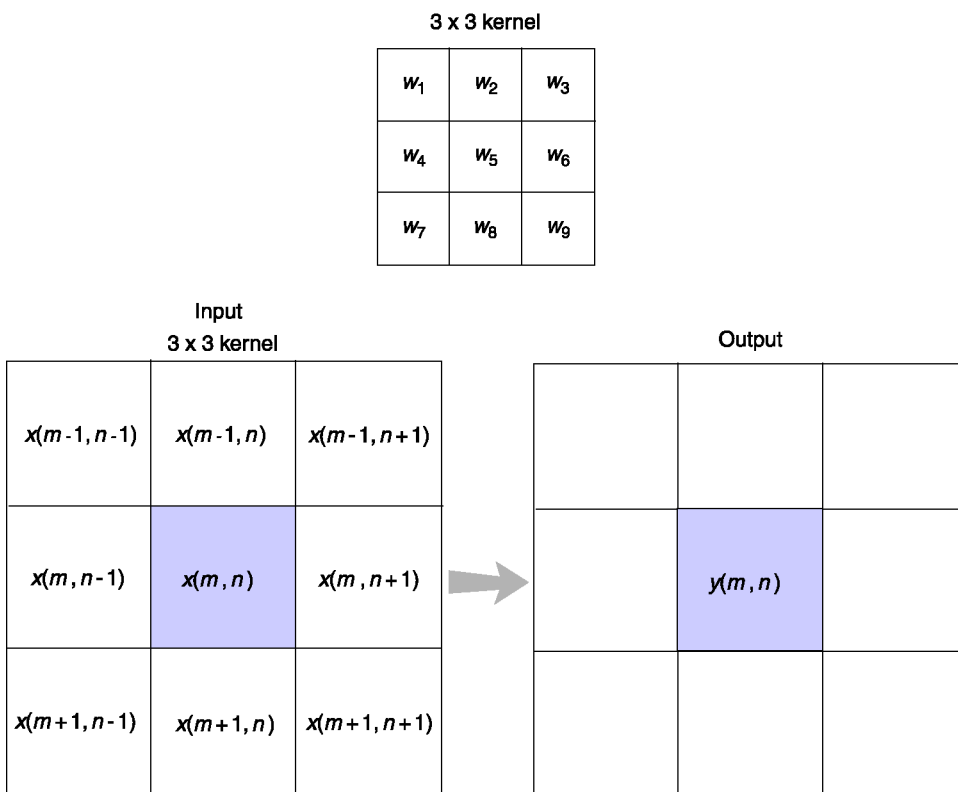 3 x 3 kernel
w₁ w₂ w₃
w₄ w₅ w₆
w₇ w₈ w₉
Input
3 x 3 kernel
Output
x(m-1,n-1) x(m-1,n) x(m-1,n+1)
x(m,n-1) x(m,n) x(m,n+1) y(m,n)
x(m+1,n-1) x(m+1,n) x(m+1,n+1)